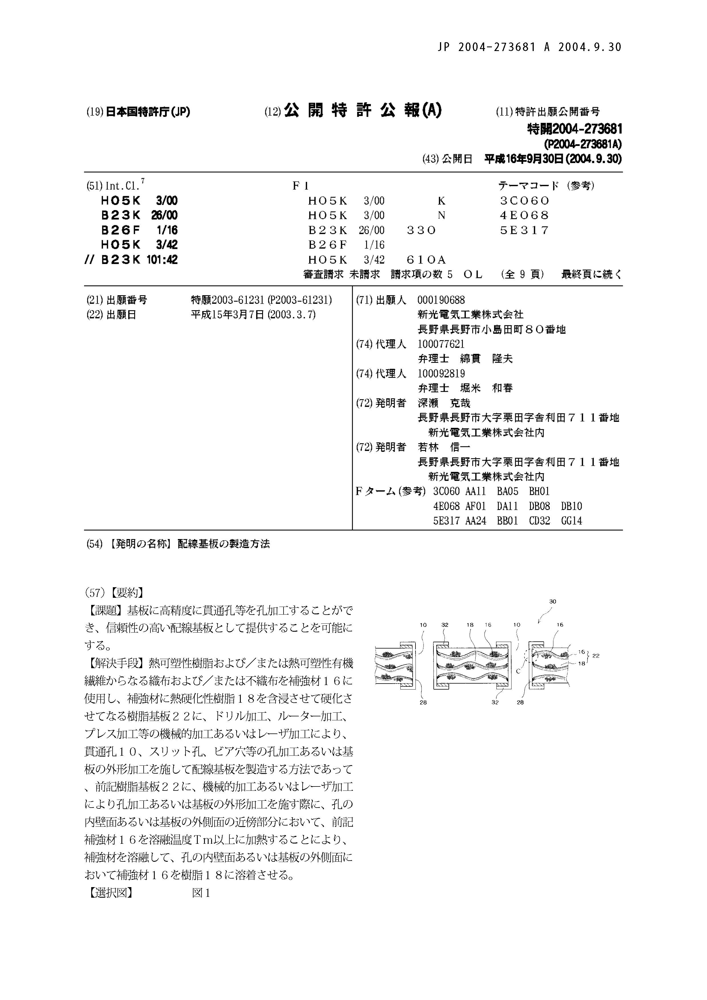 JP 2004-273681 A 2004.9.30
(19) 日本国特許庁(JP) (12) 公開特許公報(A) (11) 特許出願公開番号
特開2004-273681
(P2004-273681A)
(43) 公開日 平成16年9月30日(2004.9.30)
(51) Int.Cl.7 ＦＩ テーマコード（参考）
Ｈ０５Ｋ 3/00 Ｈ０５Ｋ 3/00 Ｋ ３Ｃ０６０
Ｂ２３Ｋ 26/00 Ｈ０５Ｋ 3/00 Ｎ ４Ｅ０６８
Ｂ２６Ｆ 1/16 Ｂ２３Ｋ 26/00 ３３０ ５Ｅ３１７
Ｈ０５Ｋ 3/42 Ｂ２６Ｆ 1/16
// Ｂ２３Ｋ 101:42 Ｈ０５Ｋ 3/42 ６１０Ａ
審査請求 未請求 請求項の数 5 ＯＬ （全 9 頁） 最終頁に続く
(21) 出願番号 特願2003-61231 (P2003-61231)
(22) 出願日 平成15年3月7日 (2003.3.7)
(71) 出願人 000190688
新光電気工業株式会社
長野県長野市小島田町８０番地
(74) 代理人 100077621
弁理士 綿貫 隆夫
(74) 代理人 100092819
弁理士 堀米 和春
(72) 発明者 深瀬 克哉
長野県長野市大字栗田字舎利田７１１番地
新光電気工業株式会社内
(72) 発明者 若林 信一
長野県長野市大字栗田字舎利田７１１番地
新光電気工業株式会社内
Ｆターム(参考) 3C060 AA11 BA05 BH01
4E068 AF01 DA11 DB08 DB10
5E317 AA24 BB01 CD32 GG14
(54) 【発明の名称】配線基板の製造方法
(57)【要約】
【課題】基板に高精度に貫通孔等を孔加工することがで
き、信頼性の高い配線基板として提供することを可能に
する。
【解決手段】熱可塑性樹脂および／または熱可塑性有機
繊維からなる織布および／または不織布を補強材１６に
使用し、補強材に熱硬化性樹脂１８を含浸させて硬化さ
せてなる樹脂基板２２に、ドリル加工、ルーター加工、
プレス加工等の機械的加工あるいはレーザ加工により、
貫通孔１０、スリット孔、ビア穴等の孔加工あるいは基
板の外形加工を施して配線基板を製造する方法であって
、前記樹脂基板２２に、機械的加工あるいはレーザ加工
により孔加工あるいは基板の外形加工を施す際に、孔の
内壁面あるいは基板の外側面の近傍部分において、前記
補強材１６を溶融温度Ｔｍ以上に加熱することにより、
補強材を溶融して、孔の内壁面あるいは基板の外側面に
おいて補強材１６を樹脂１８に溶着させる。
【選択図】 図１
30
10 32 18 16 10 16
16 22
18
C
28 32 28